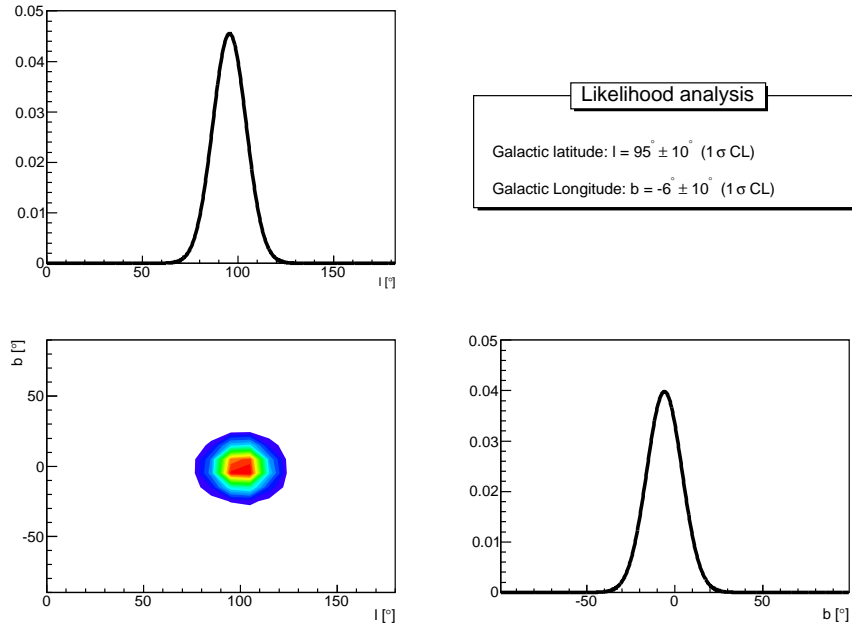 0.05
0.04
0.03
0.02
0.01
0
0 50 100 150
l [°]
Likelihood analysis
Galactic latitude: l = 95° ± 10° (1 σ CL)
Galactic Longitude: b = -6° ± 10° (1 σ CL)
b [°]
50
0
-50
0 50 100 150
l [°]
0.05
0.04
0.03
0.02
0.01
0
-50 0 50
b [°]